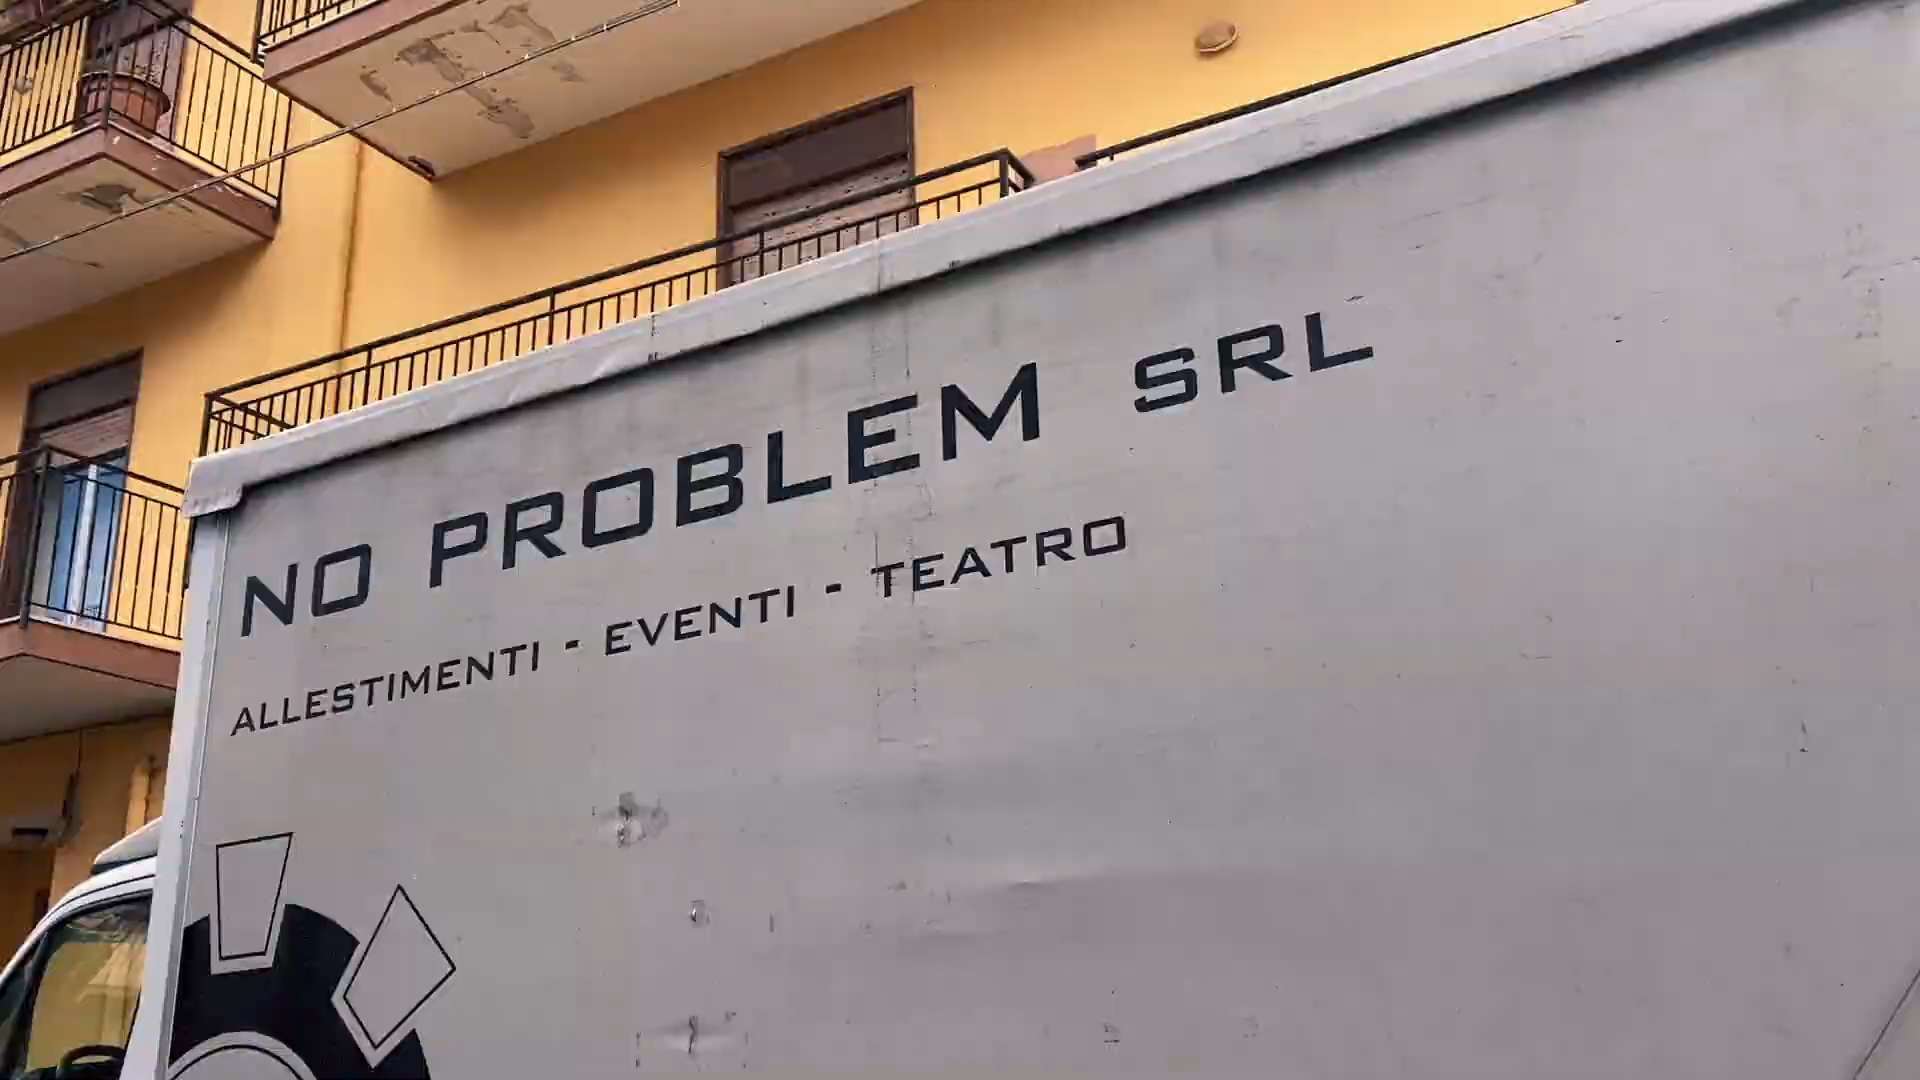 NO PROBLEM SRL
ALLESTIMENTI - EVENTI - TEATRO